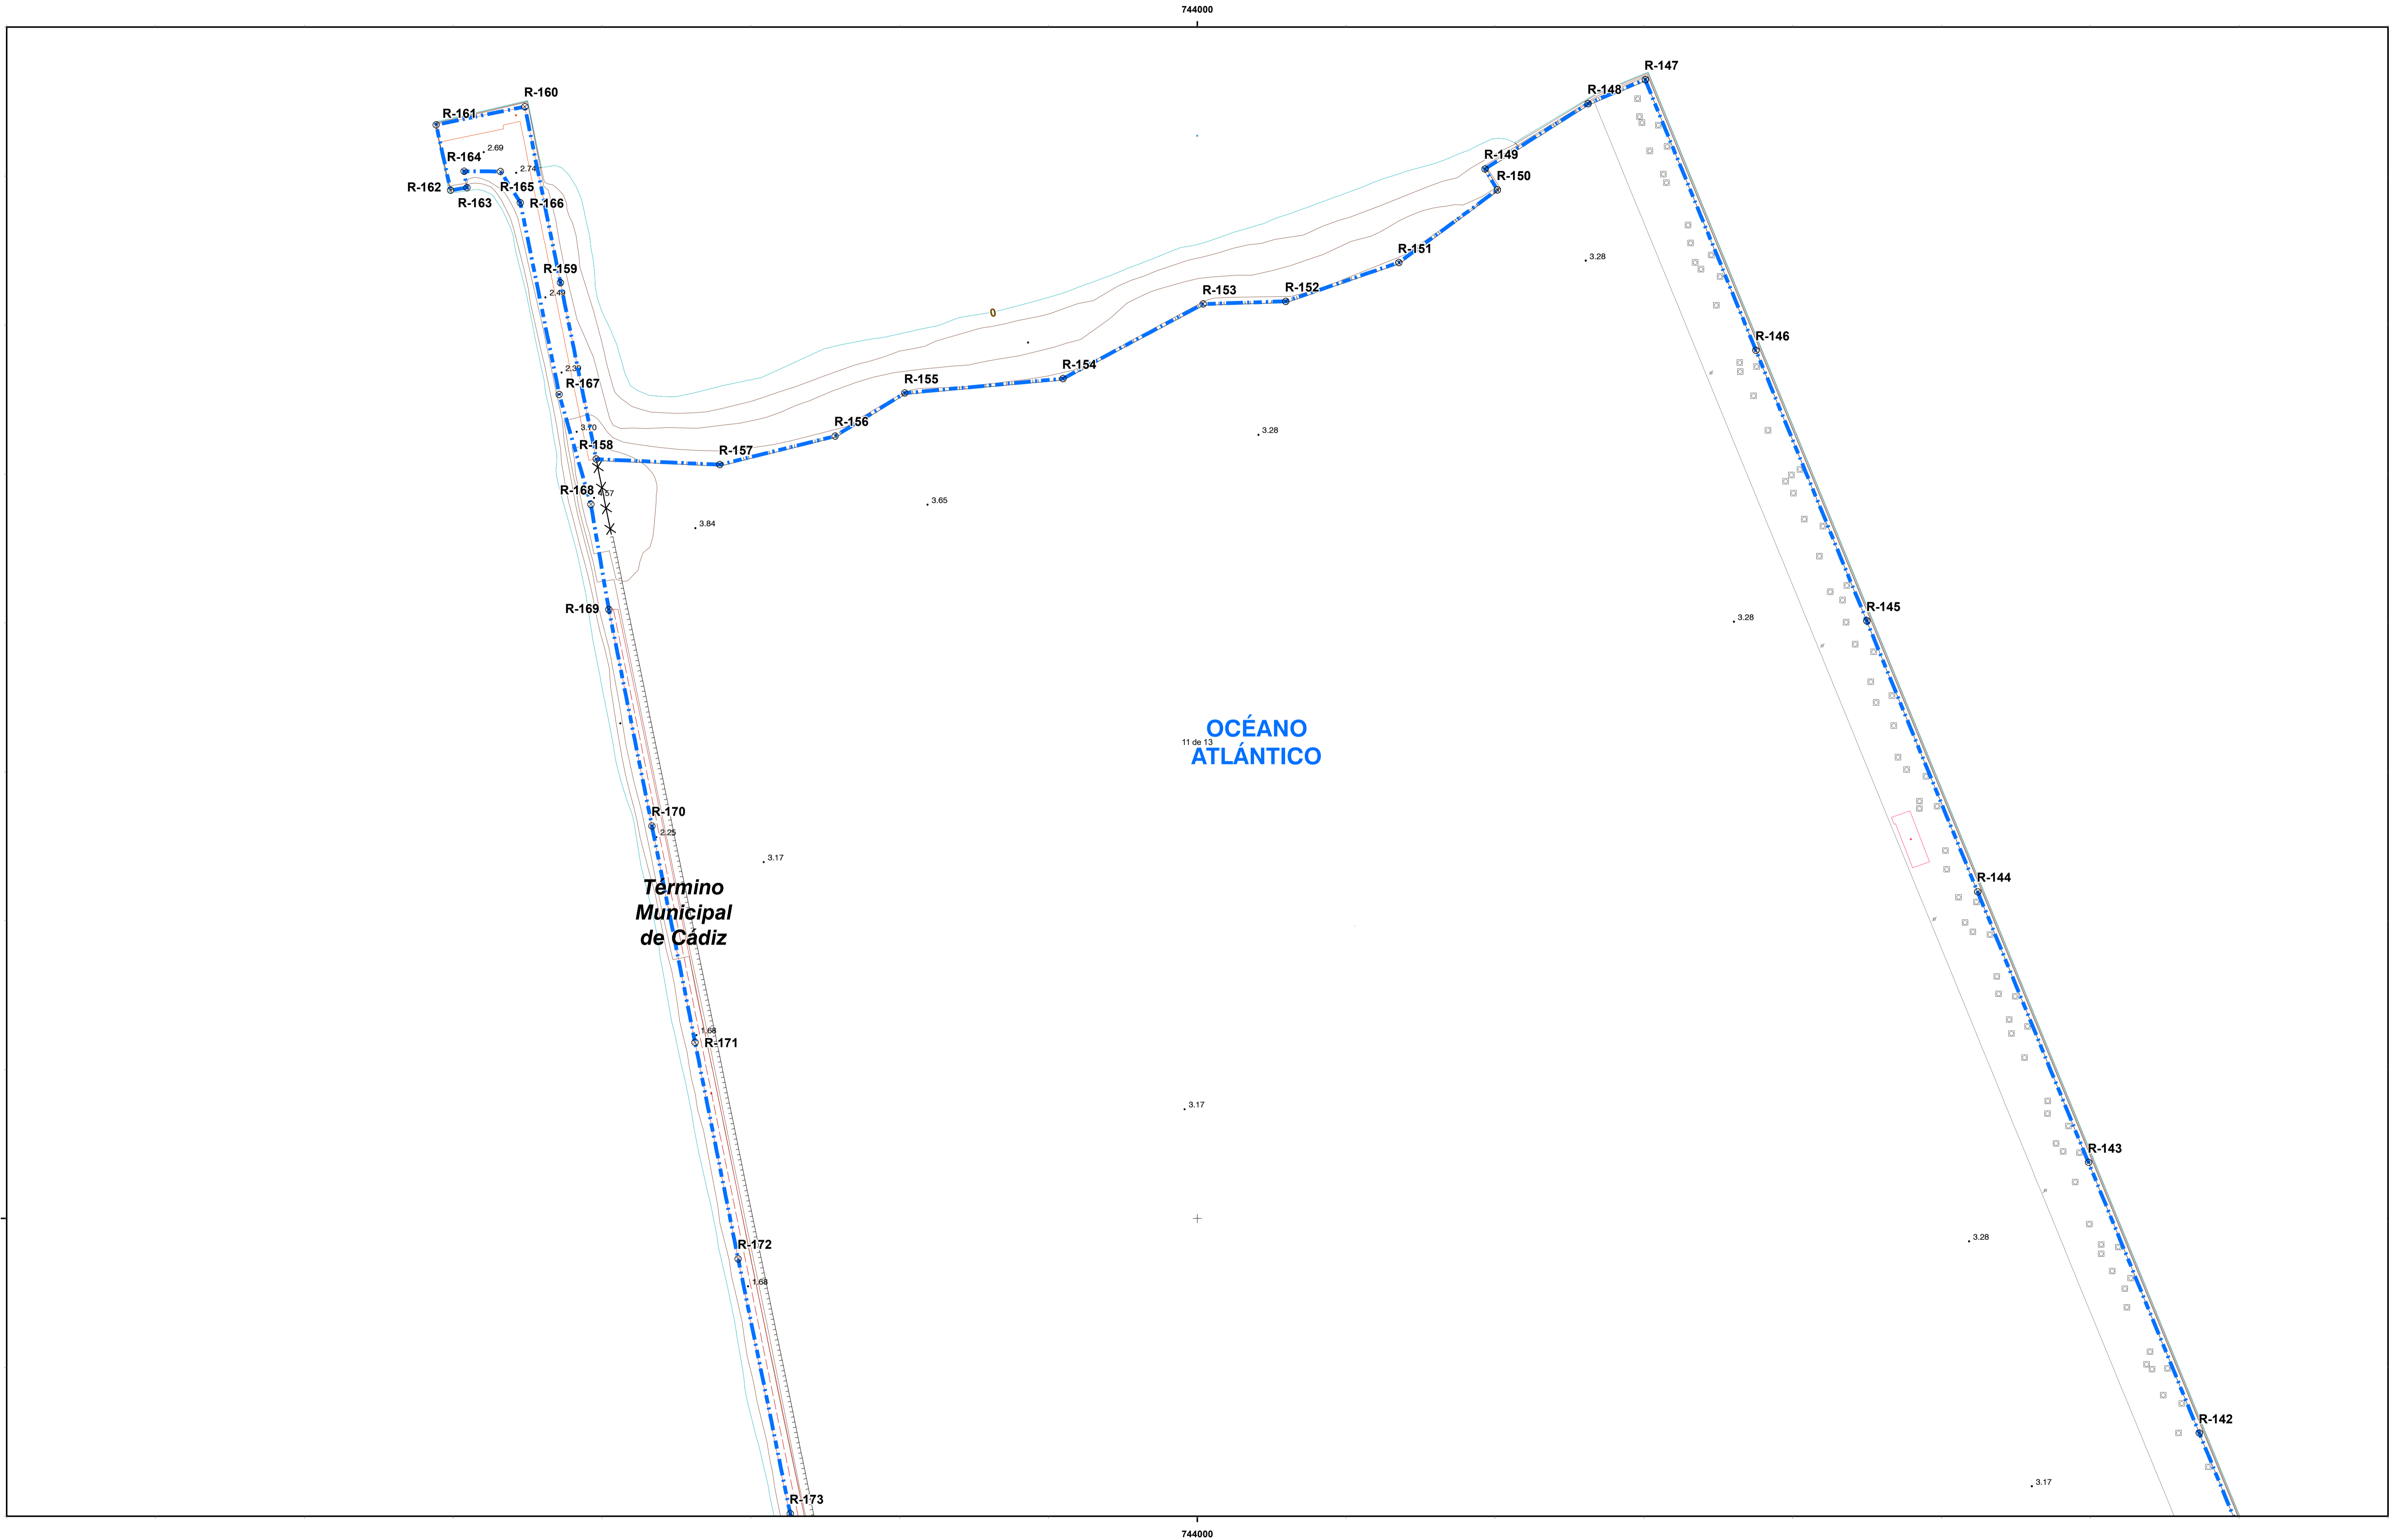 744000
R-147
R-160
R-148
R-161
2.69
R-149
R-164
2.74
R-150
R-162
R-165
R-163
R-166
R-151
3.28
R-159
R-153
R-152
2.49
0
R-146
R-154
2.39
R-167
R-155
R-156
3.70
3.28
R-158
R-157
R-168
4.57
3.65
3.84
R-169
R-145
3.28
OCÉANO
11 de 13
ATLÁNTICO
R-170
2.25
3.17
R-144
Término
Municipal
de Cádiz
1.68
R-171
3.17
R-143
3.28
R-172
1.68
R-142
3.17
R-173
744000